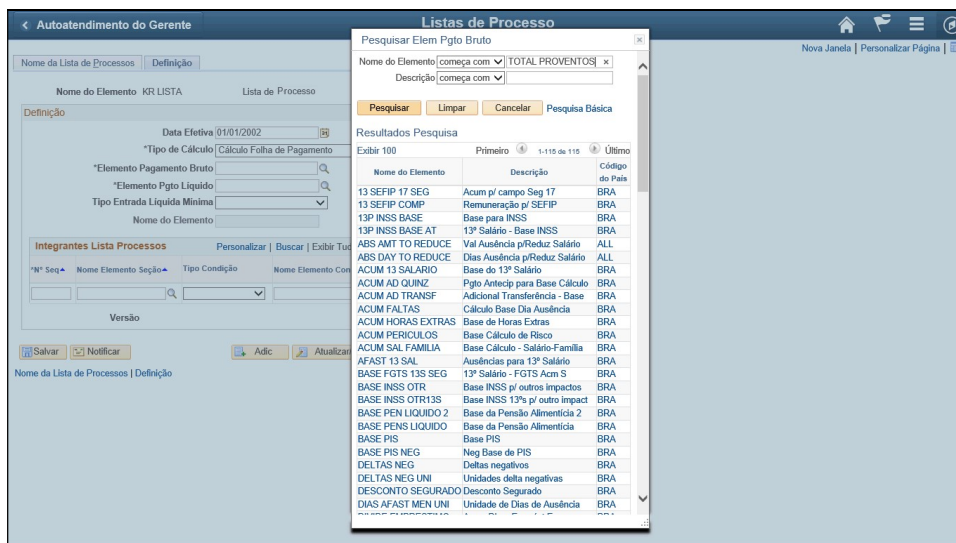 Autoatendimento do Gerente
Listas de Processo
Nova Janela | Personalizar Página |
Nome da Lista de Processos
Definição
Nome do Elemento KR LISTA
Lista de Processo
Definição
Data Efetiva 01/01/2002
*Tipo de Cálculo Cálculo Folha de Pagamento
*Elemento Pagamento Bruto
*Elemento Pgto Líquido
Tipo Entrada Líquida Mínima
Nome do Elemento
Integrantes Lista Processos
Personalizar | Buscar | Exibir Tud
*Nº Seq
Nome Elemento Seção
Tipo Condição
Nome Elemento Con
Versão
Salvar
Notificar
Adic
Atualizar
Nome da Lista de Processos | Definição
Pesquisar Elem Pgto Bruto
Nome do Elemento começa com TOTAL PROVENTOS
Descrição começa com
Pesquisar Limpar Cancelar Pesquisa Básica
Resultados Pesquisa
Exibir 100 Primeiro 1-115 de 115 Último
Nome do Elemento Descrição Código do País
13 SEFIP 17 SEG Acum p/ campo Seg 17 BRA
13 SEFIP COMP Remuneração p/ SEFIP BRA
13P INSS BASE Base para INSS BRA
13P INSS BASE AT 13º Salário - Base INSS BRA
ABS AMT TO REDUCE Val Ausência p/Reduz Salário ALL
ABS DAY TO REDUCE Dias Ausência p/Reduz Salário ALL
ACUM 13 SALARIO Base do 13º Salário BRA
ACUM AD QUINZ Pgto Antecip para Base Cálculo BRA
ACUM AD TRANSF Adicional Transferência - Base BRA
ACUM FALTAS Cálculo Base Dia Ausência BRA
ACUM HORAS EXTRAS Base de Horas Extras BRA
ACUM PERICULOS Base Cálculo de Risco BRA
ACUM SAL FAMILIA Base Cálculo - Salário-Família BRA
AFAST 13 SAL Ausências para 13º Salário BRA
BASE FGTS 13S SEG 13º Salário - FGTS Acm S BRA
BASE INSS OTR Base INSS p/ outros impactos BRA
BASE INSS OTR13S Base INSS 13ºs p/ outro impact BRA
BASE PEN LIQUIDO 2 Base da Pensão Alimentícia 2 BRA
BASE PENS LIQUIDO Base da Pensão Alimentícia BRA
BASE PIS Base PIS BRA
BASE PIS NEG Neg Base de PIS BRA
DELTAS NEG Deltas negativos BRA
DELTAS NEG UNI Unidades delta negativas BRA
DESCONTO SEGURADO Desconto Segurado BRA
DIAS AFAST MEN UNI Unidade de Dias de Ausência BRA